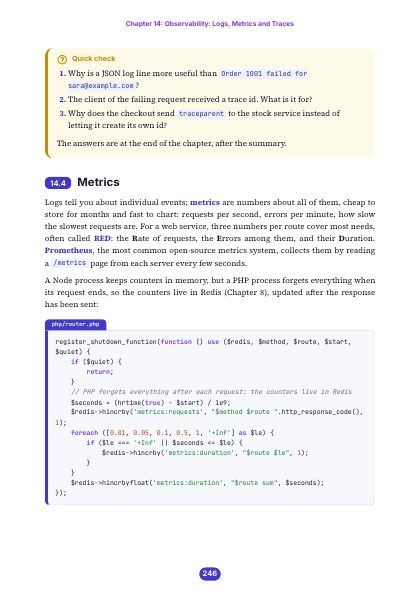 Chapter 14: Observability: Logs, Metrics and Traces
Quick check
1. Why is a JSON log line more useful than Order 1001 failed for
sara@example.com?
2. The client of the failing request received a trace id. What is it for?
3. Why does the checkout send traceparent to the stock service instead of
letting it create its own id?
The answers are at the end of the chapter, after the summary.
14.4 Metrics
Logs tell you about individual events; metrics are numbers about all of them, cheap to
store for months and fast to chart: requests per second, errors per minute, how slow
the slowest requests are. For a web service, three numbers per route cover most needs,
often called RED: the Rate of requests, the Errors among them, and their Duration.
Prometheus, the most common open-source metrics system, collects them by reading
a /metrics page from each server every few seconds.
A Node process keeps counters in memory, but a PHP process forgets everything when
its request ends, so the counters live in Redis (Chapter 8), updated after the response
has been sent:
php/router.php
register_shutdown_function(function () use ($redis, $method, $route, $start,
$quiet) {
    if ($quiet) {
        return;
    }
    // PHP forgets everything after each request: the counters live in Redis
    $seconds = (hrtime(true) - $start) / 1e9;
    $redis->hincrby('metrics:requests', "$method $route ".http_response_code(),
1);
    foreach ([0.01, 0.05, 0.1, 0.5, 1, '+Inf'] as $le) {
        if ($le === '+Inf' || $seconds <= $le) {
            $redis->hincrby('metrics:duration', "$route $le", 1);
        }
    }
    $redis->hincrbyfloat('metrics:duration', "$route sum", $seconds);
});
246